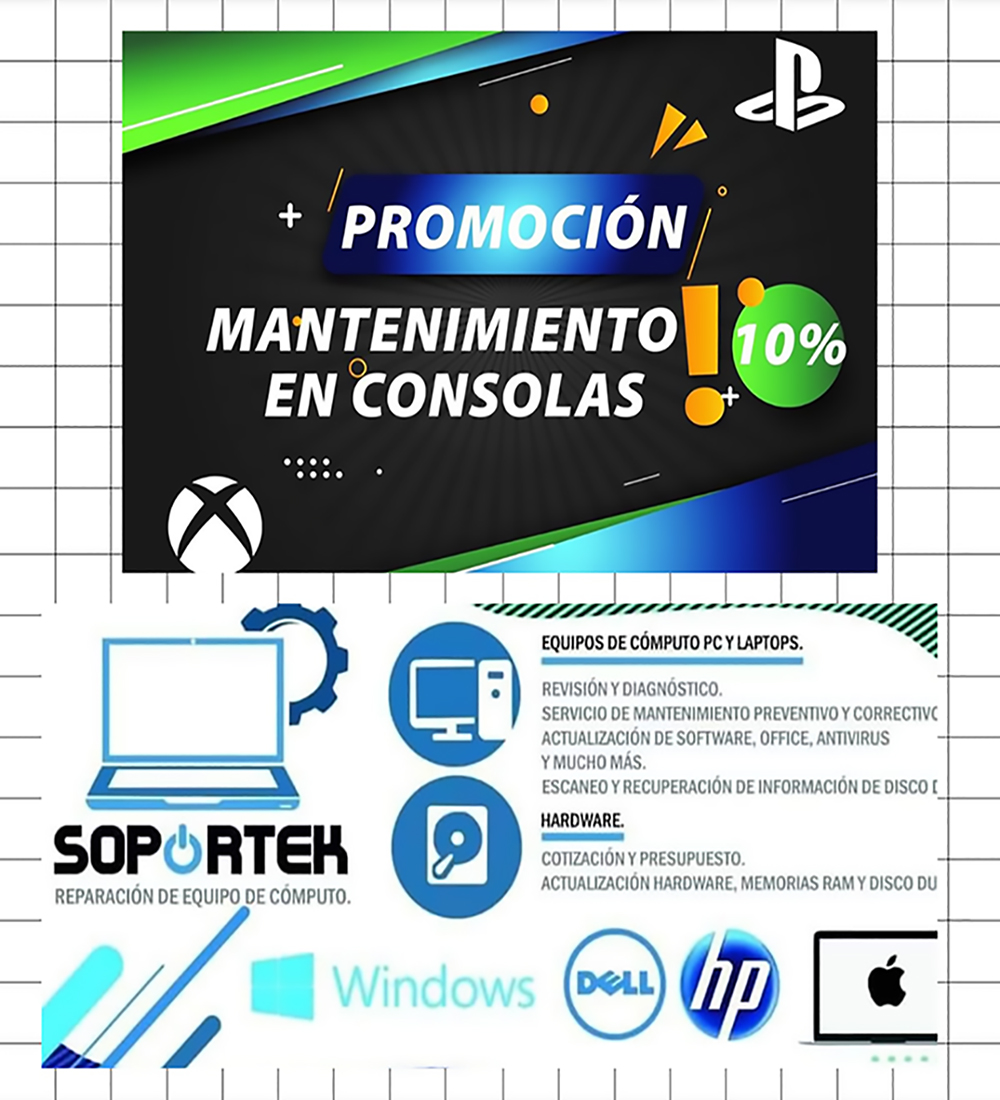 PROMOCIÓN
MANTENIMIENTO
EN CONSOLAS
10%
SOPORTEK
REPARACIÓN DE EQUIPO DE CÓMPUTO.
EQUIPOS DE CÓMPUTO PC Y LAPTOPS.
REVISIÓN Y DIAGNÓSTICO.
SERVICIO DE MANTENIMIENTO PREVENTIVO Y CORRECTIVO
ACTUALIZACIÓN DE SOFTWARE, OFFICE, ANTIVIRUS
Y MUCHO MÁS.
ESCANEO Y RECUPERACIÓN DE INFORMACIÓN DE DISCO
HARDWARE.
COTIZACIÓN Y PRESUPUESTO.
ACTUALIZACIÓN HARDWARE, MEMORIAS RAM Y DISCO DU
Windows
DELL
hp